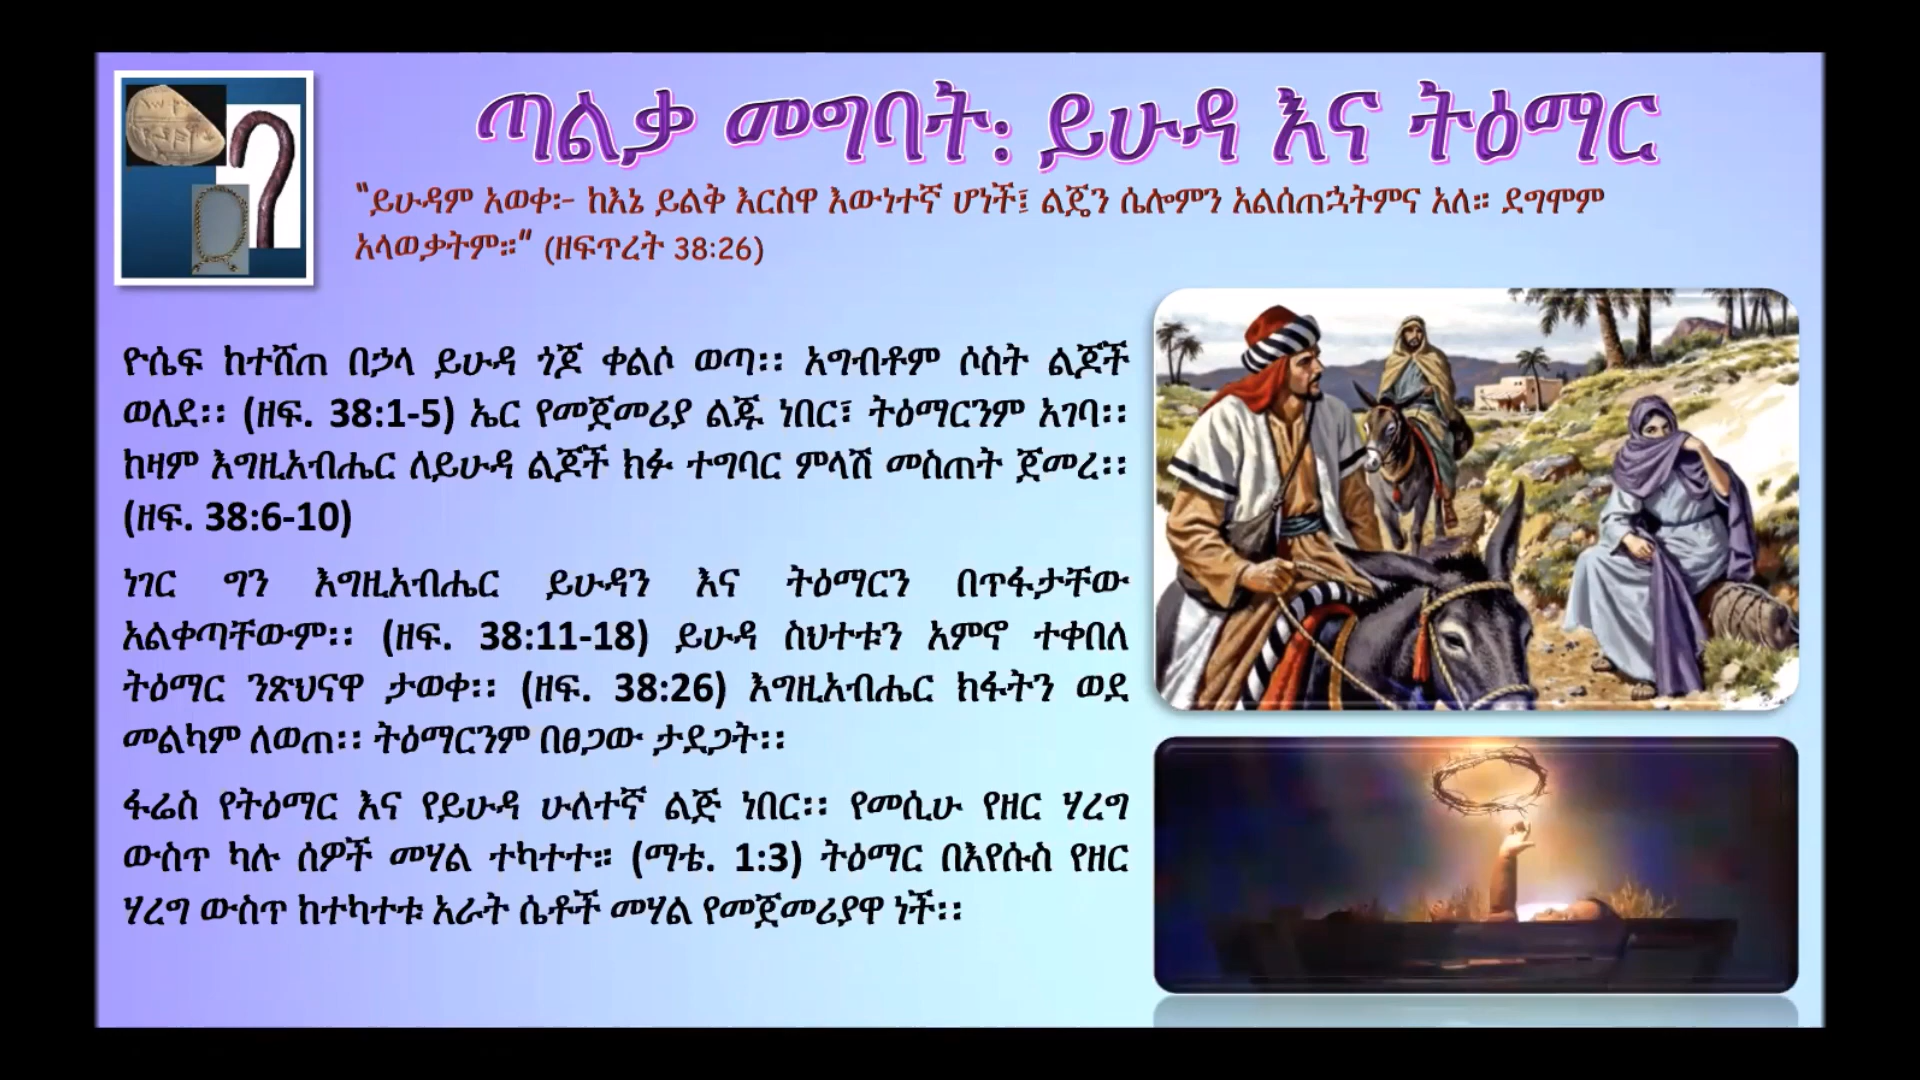 ጣልቃ መግባት: ይሁዳ እና ትዕማር
“ይሁዳም አወቀ፦ ከእኔ ይልቅ እርስዋ እውነተኛ ሆነች፤ ልጄን ሴሎምን አልሰጠኋትምና አለ። ደግሞም
አላወቃትም።” (ዘፍጥረት 38:26)
ዮሴፍ ከተሸጠ በኃላ ይሁዳ ጎጆ ቀልሶ ወጣ፡፡ አግብቶም ሶስት ልጆች
ወለደ፡፡ (ዘፍ. 38:1-5) ኤር የመጀመሪያ ልጁ ነበር፣ ትዕማርንም አገባ፡፡
ከዛም እግዚአብሔር ለይሁዳ ልጆች ክፉ ተግባር ምላሽ መስጠት ጀመረ፡፡
(ዘፍ. 38:6-10)
ነገር ግን እግዚአብሔር ይሁዳን እና ትዕማርን በጥፋታቸው
አልቀጣቸውም፡፡ (ዘፍ. 38:11-18) ይሁዳ ስህተቱን አምኖ ተቀበለ
ትዕማር ንጽህናዋ ታወቀ፡፡ (ዘፍ. 38:26) እግዚአብሔር ክፋትን ወደ
መልካም ለወጠ፡፡ ትዕማርንም በፀጋው ታደጋት፡፡
ፋሬስ የትዕማር እና የይሁዳ ሁለተኛ ልጅ ነበር፡፡ የመሲሁ የዘር ሃረግ
ውስጥ ካሉ ሰዎች መሃል ተካተተ። (ማቴ. 1:3) ትዕማር በእየሱስ የዘር
ሃረግ ውስጥ ከተካተቱ አራት ሴቶች መሃል የመጀመሪያዋ ነች፡፡